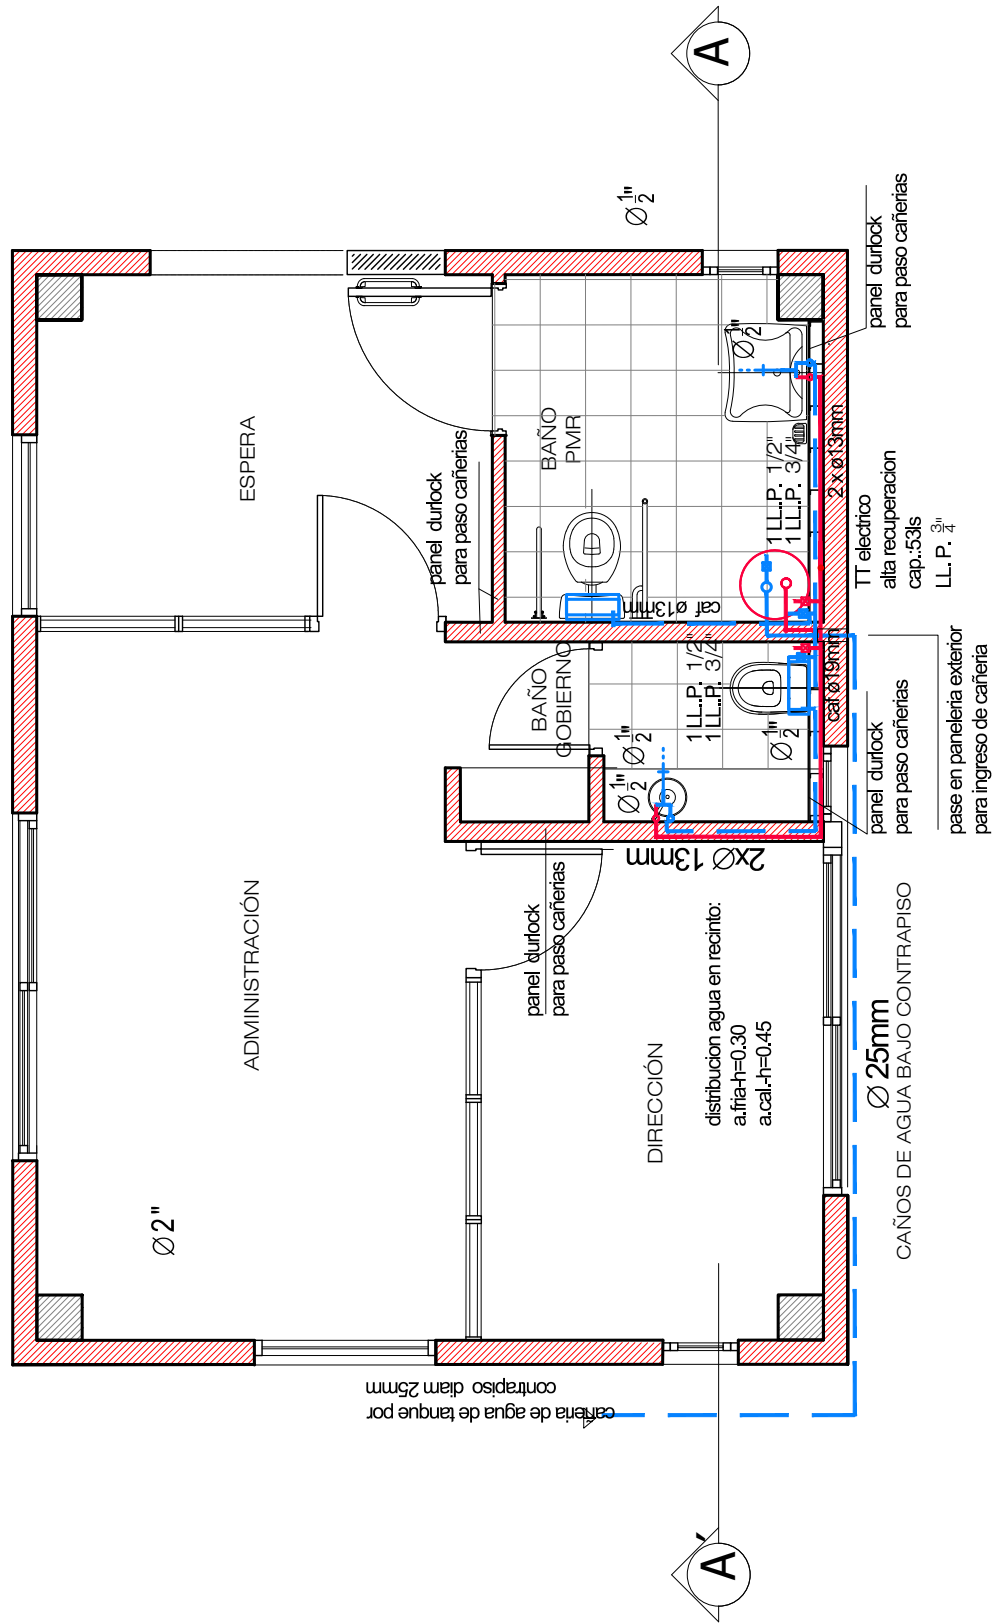 A
Ø 1/2"
panel durlock
para paso cañerias
ESPERA
BAÑO
PMR
Ø 1/2"
panel durlock
para paso cañerias
1 LL.P. 1/2"
1 LL.P. 3/4"
2 x ø13mm
TT electrico
alta recuperacion
cap.:53ls
LL. P. 3/4"
caf ø13mm
BAÑO
GOBIERNO
1 LL.P. 1/2"
1 LL.P. 3/4"
caf ø19mm
Ø 1/2"
Ø 1/2"
Ø 1/2"
panel durlock
para paso cañerias
pase en paneleria exterior
para ingreso de cañeria
2xØ 13mm
ADMINISTRACIÓN
panel durlock
para paso cañerias
DIRECCIÓN
distribucion agua en recinto:
a.fria-h=0.30
a.cal.-h=0.45
Ø 25mm
CAÑOS DE AGUA BAJO CONTRAPISO
Ø 2"
cañeria de agua de tanque por
contrapiso diam 25mm
A'